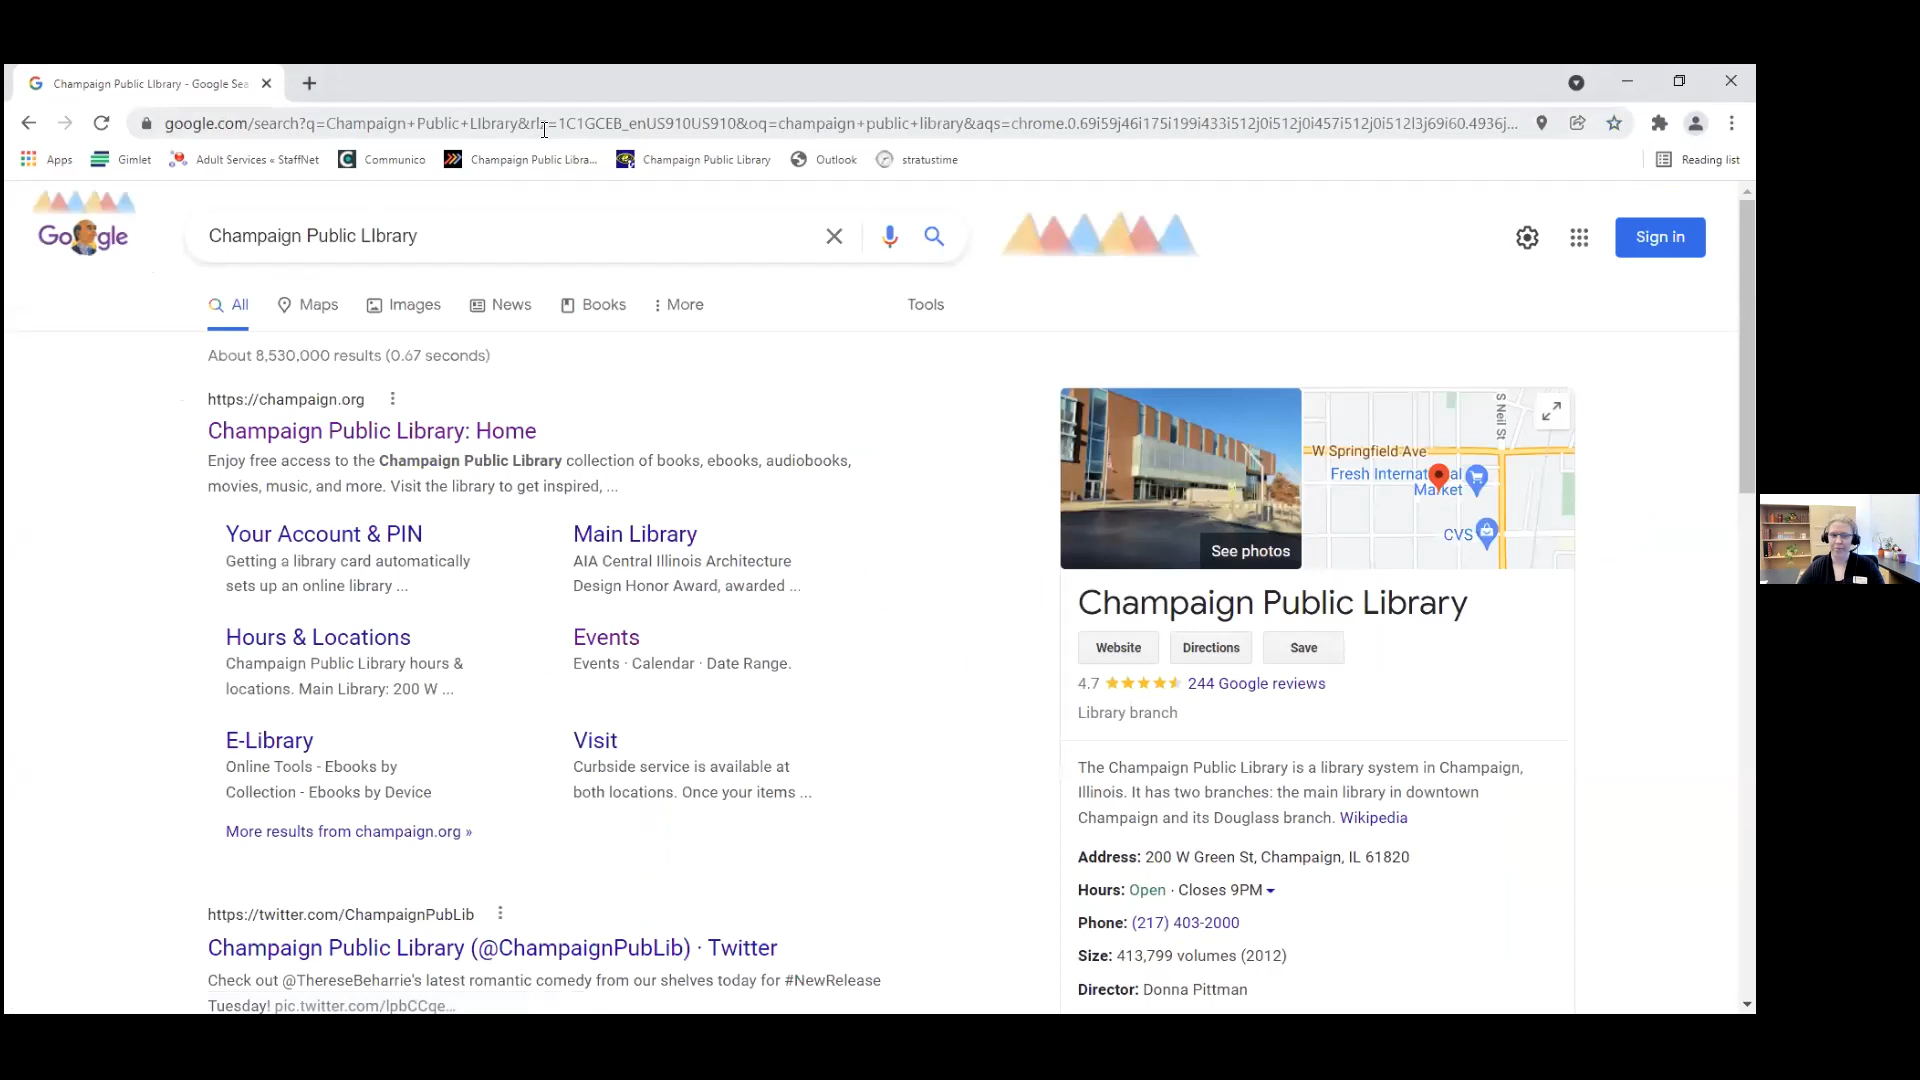 Champaign Public LIbrary - Google Sea
google.com/search?q=Champaign+Public+LIbrary&rlz=1C1GCEB_enUS910US910&oq=champaign+public+library&aqs=chrome.0.69i59j46i175i199i433i512j0i512j0i457i512j0i512l3j69i60.4936j...
Apps Gimlet Adult Services « StaffNet Communico Champaign Public Libra... Champaign Public Library Outlook stratustime Reading list
Google
Champaign Public LIbrary
Sign in
All Maps Images News Books More Tools
About 8,530,000 results (0.67 seconds)
https://champaign.org
Champaign Public Library: Home
Enjoy free access to the Champaign Public Library collection of books, ebooks, audiobooks,
movies, music, and more. Visit the library to get inspired, ...
Your Account & PIN
Getting a library card automatically
sets up an online library ...
Main Library
AIA Central Illinois Architecture
Design Honor Award, awarded ...
Hours & Locations
Champaign Public Library hours &
locations. Main Library: 200 W ...
Events
Events · Calendar · Date Range.
E-Library
Online Tools - Ebooks by
Collection - Ebooks by Device
Visit
Curbside service is available at
both locations. Once your items ...
More results from champaign.org »
https://twitter.com/ChampaignPubLib
Champaign Public Library (@ChampaignPubLib) · Twitter
Check out @ThereseBeharrie's latest romantic comedy from our shelves today for #NewRelease
Tuesday! pic.twitter.com/lpbCCqe...
See photos
S Neil St
W Springfield Ave
Fresh International
Market
CVS
Champaign Public Library
Website Directions Save
4.7 244 Google reviews
Library branch
The Champaign Public Library is a library system in Champaign,
Illinois. It has two branches: the main library in downtown
Champaign and its Douglass branch. Wikipedia
Address: 200 W Green St, Champaign, IL 61820
Hours: Open · Closes 9PM
Phone: (217) 403-2000
Size: 413,799 volumes (2012)
Director: Donna Pittman